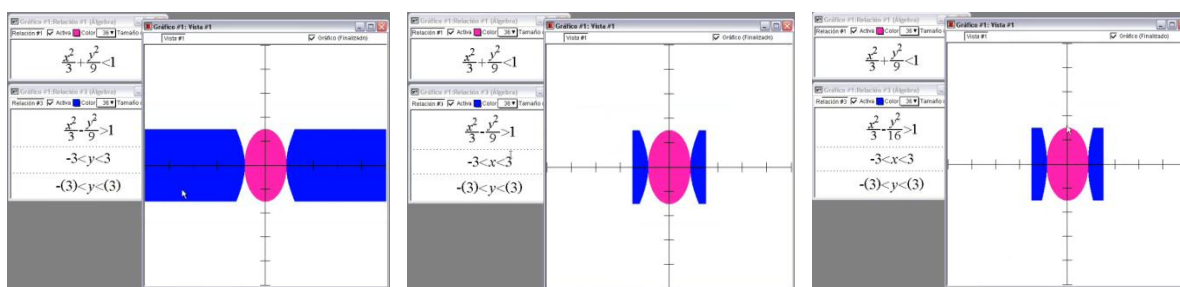 Gráfico #1:Relación #1 (Álgebra)
Relación #1 Activa Color 36 Tamaño
x²/3 + y²/9 < 1
Gráfico #1:Relación #3 (Álgebra)
Relación #3 Activa Color 36 Tamaño
x²/3 - y²/9 > 1
-3<y<3
-(3)<y<(3)
Gráfico #1: Vista #1
Vista #1 Gráfico (Finalizado)
Gráfico #1:Relación #1 (Álgebra)
Relación #1 Activa Color 36 Tamaño
x²/3 + y²/9 < 1
Gráfico #1:Relación #3 (Álgebra)
Relación #3 Activa Color 36 Tamaño
x²/3 - y²/9 > 1
-3<x<3
-(3)<y<(3)
Gráfico #1: Vista #1
Vista #1 Gráfico (Finalizado)
Gráfico #1:Relación #1 (Álgebra)
Relación #1 Activa Color 36 Tamaño
x²/3 + y²/9 < 1
Gráfico #1:Relación #3 (Álgebra)
Relación #3 Activa Color 36 Tamaño
x²/3 - y²/16 > 1
-3<x<3
-(3)<y<(3)
Gráfico #1: Vista #1
Vista #1 Gráfico (Finalizado)